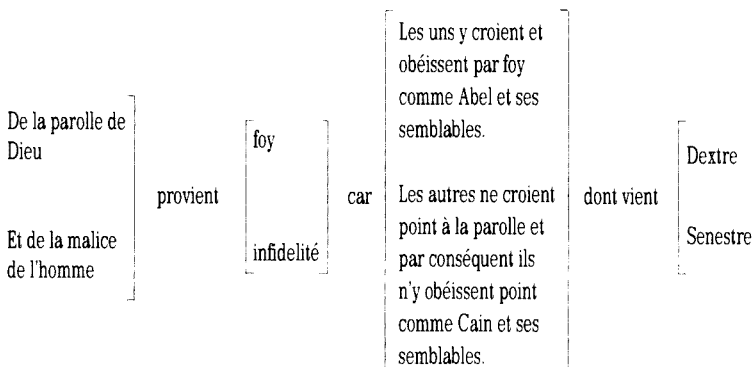 Les uns y croient et
obéissent par foy
comme Abel et ses
semblables.
De la parolle de
Dieu
foy
Dextre
provient
car
Les autres ne croient
point à la parolle et
par conséquent ils
n'y obéissent point
comme Cain et ses
semblables.
dont vient
Et de la malice
de l'homme
infidelité
Senestre